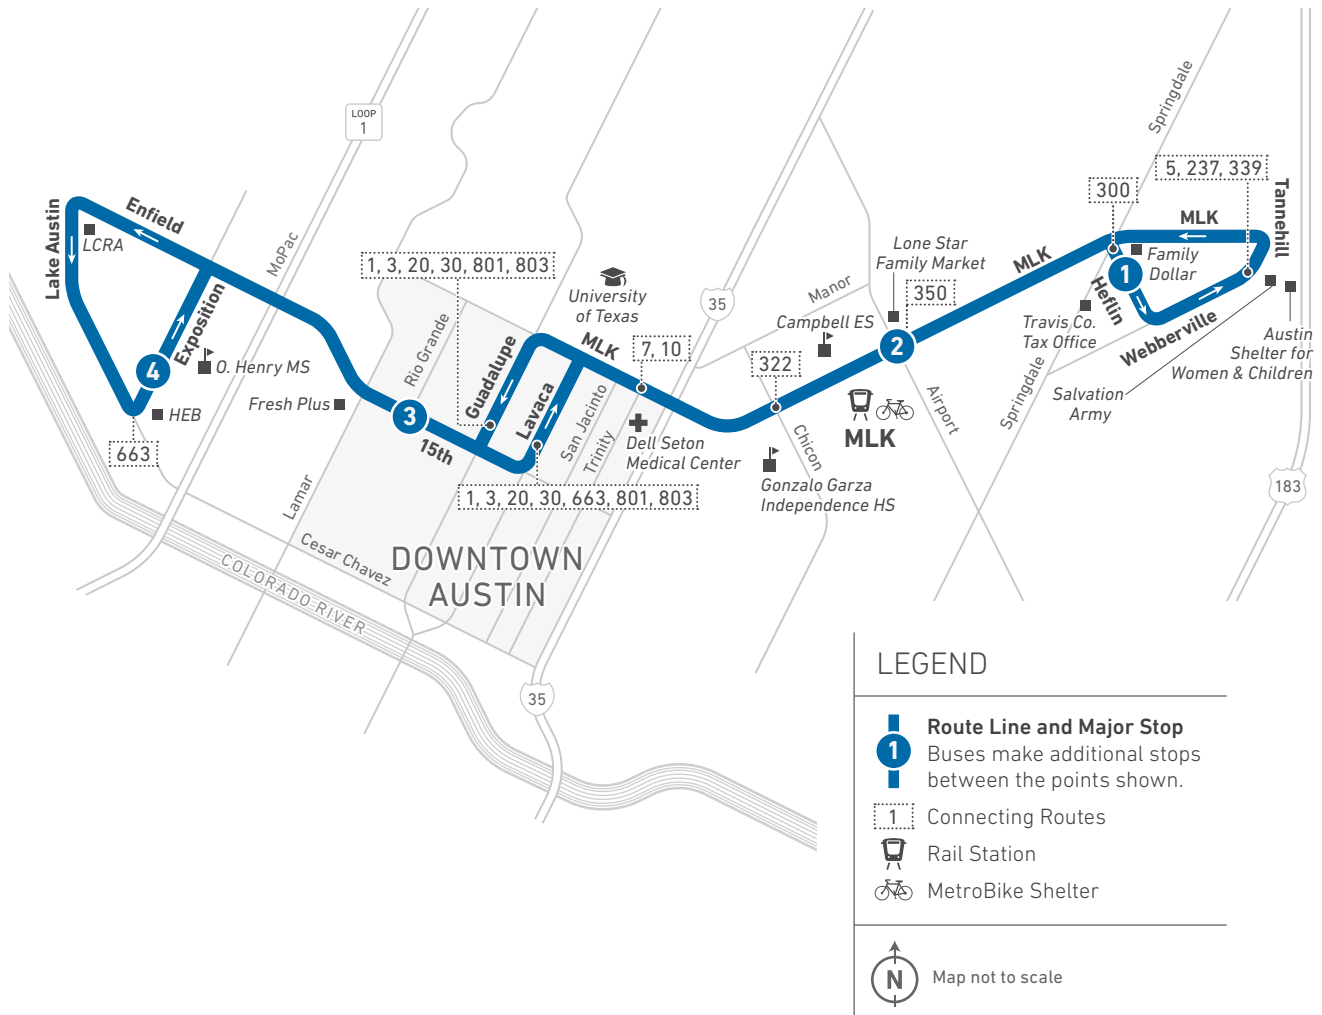 LOOP
1
Springdale
5, 237, 339
300
Tannehill
MLK
Enfield
Lake Austin
LCRA
MoPac
1, 3, 20, 30, 801, 803
University
of Texas
35
Manor
Lone Star
Family Market
350
MLK
Family
Dollar
1
Heflin
Webberville
Travis Co.
Tax Office
Austin
Shelter for
Women & Children
Salvation
Army
Exposition
4
O. Henry MS
HEB
663
Fresh Plus
Rio Grande
3
15th
Guadalupe
Lavaca
MLK
7, 10
Campbell ES
322
2
MLK
Airport
Springdale
San Jacinto
Trinity
Dell Seton
Medical Center
Chicon
Gonzalo Garza
Independence HS
1, 3, 20, 30, 663, 801, 803
183
Lamar
Cesar Chavez
DOWNTOWN
AUSTIN
COLORADO RIVER
35
LEGEND
1
Route Line and Major Stop
Buses make additional stops
between the points shown.
1
Connecting Routes
Rail Station
MetroBike Shelter
N
Map not to scale